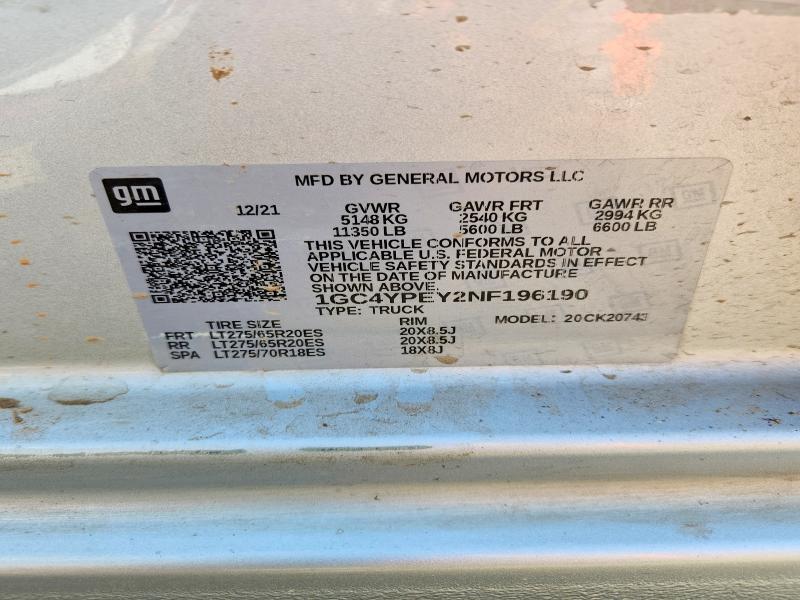 gm
MFD BY GENERAL MOTORS LLC
12/21 GVWR GAWR FRT GAWR RR
5148 KG 2540 KG 2994 KG
11350 LB 5600 LB 6600 LB
THIS VEHICLE CONFORMS TO ALL
APPLICABLE U.S. FEDERAL MOTOR
VEHICLE SAFETY STANDARDS IN EFFECT
ON THE DATE OF MANUFACTURE
SHOWN ABOVE.
1GC4YPEY2NF196190
TYPE: TRUCK MODEL: 20CK20743
TIRE SIZE RIM
FRT LT275/65R20ES 20X8.5J
RR LT275/65R20ES 20X8.5J
SPA LT275/70R18ES 18X8J